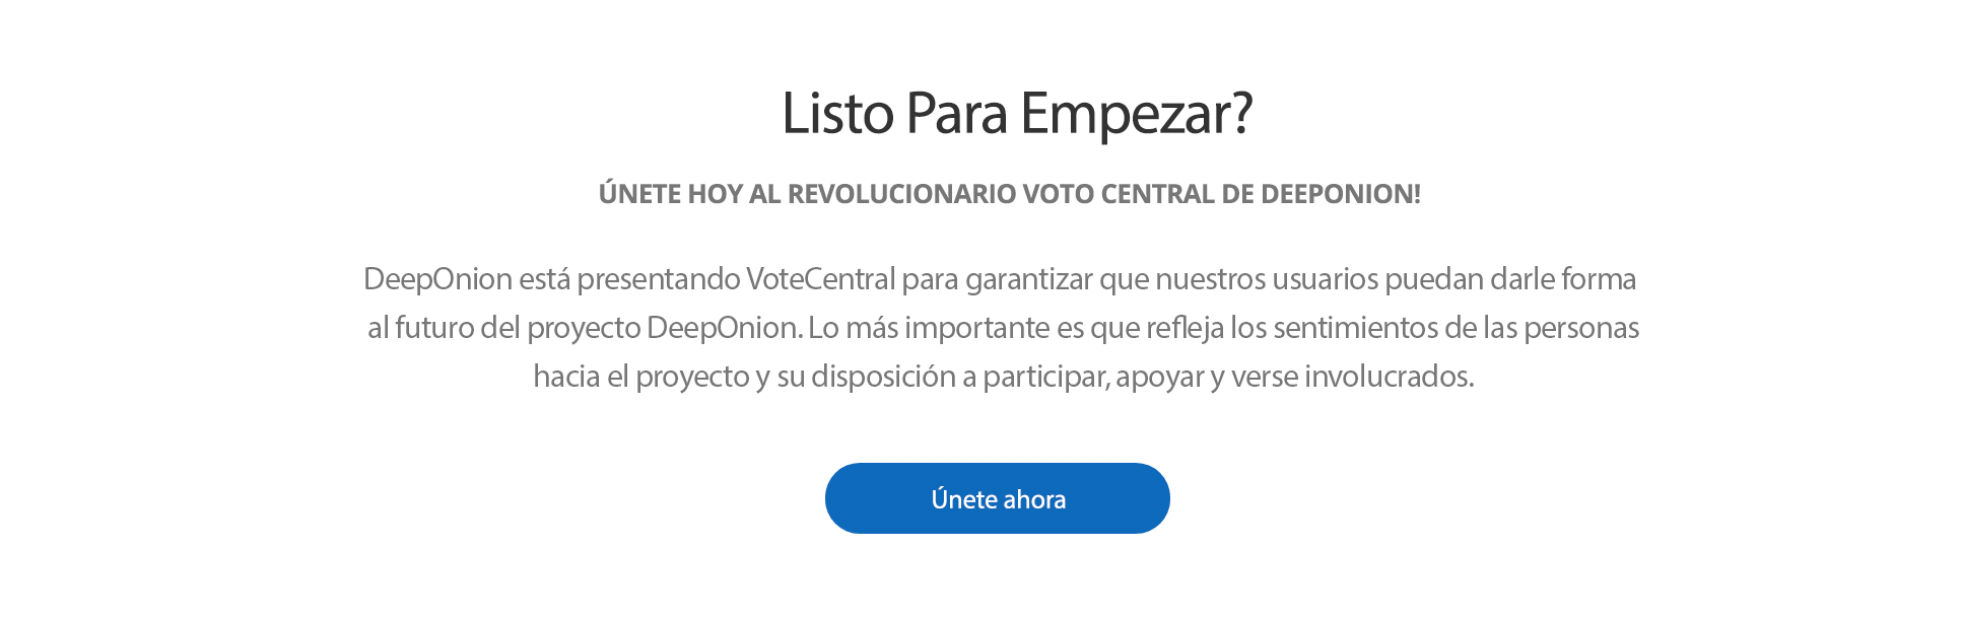 Listo Para Empezar?
ÚNETE HOY AL REVOLUCIONARIO VOTO CENTRAL DE DEEPONION!
DeepOnion está presentando VoteCentral para garantizar que nuestros usuarios puedan darle forma
al futuro del proyecto DeepOnion. Lo más importante es que refleja los sentimientos de las personas
hacia el proyecto y su disposición a participar, apoyar y verse involucrados.
Únete ahora